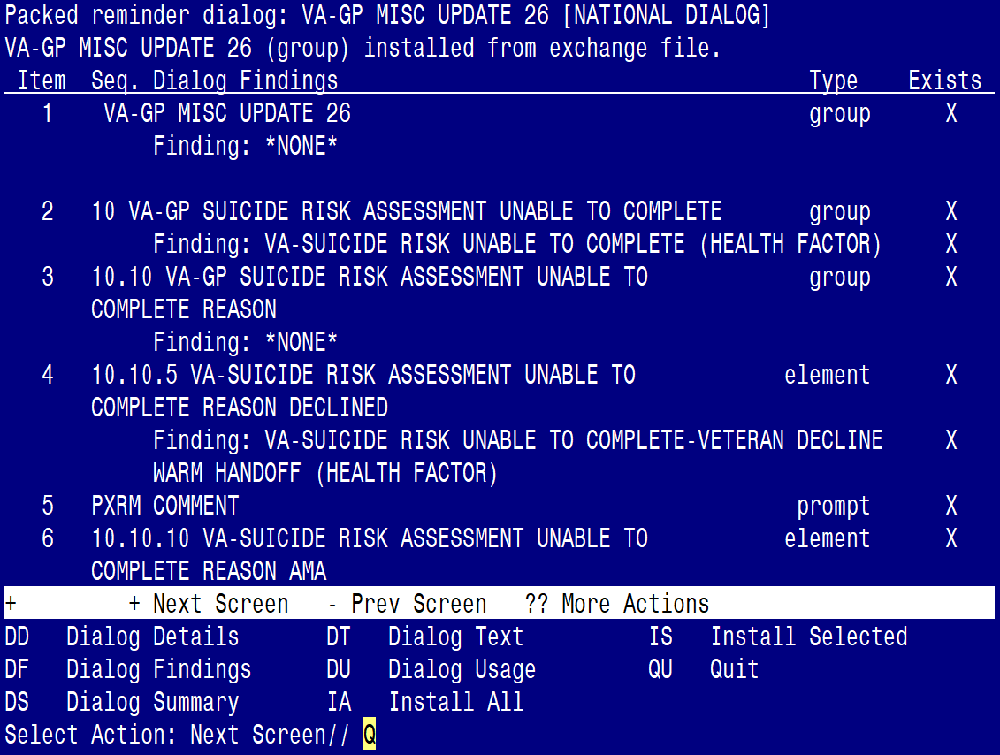 Packed reminder dialog: VA-GP MISC UPDATE 26 [NATIONAL DIALOG]
VA-GP MISC UPDATE 26 (group) installed from exchange file.
Item Seq. Dialog Findings Type Exists
1 VA-GP MISC UPDATE 26 group X
Finding: *NONE*
2 10 VA-GP SUICIDE RISK ASSESSMENT UNABLE TO COMPLETE group X
Finding: VA-SUICIDE RISK UNABLE TO COMPLETE (HEALTH FACTOR) X
3 10.10 VA-GP SUICIDE RISK ASSESSMENT UNABLE TO group X
COMPLETE REASON
Finding: *NONE*
4 10.10.5 VA-SUICIDE RISK ASSESSMENT UNABLE TO element X
COMPLETE REASON DECLINED
Finding: VA-SUICIDE RISK UNABLE TO COMPLETE-VETERAN DECLINE X
WARM HANDOFF (HEALTH FACTOR)
5 PXRM COMMENT prompt X
6 10.10.10 VA-SUICIDE RISK ASSESSMENT UNABLE TO element X
COMPLETE REASON AMA
+ + Next Screen - Prev Screen ?? More Actions
DD Dialog Details DT Dialog Text IS Install Selected
DF Dialog Findings DU Dialog Usage QU Quit
DS Dialog Summary IA Install All
Select Action: Next Screen// Q